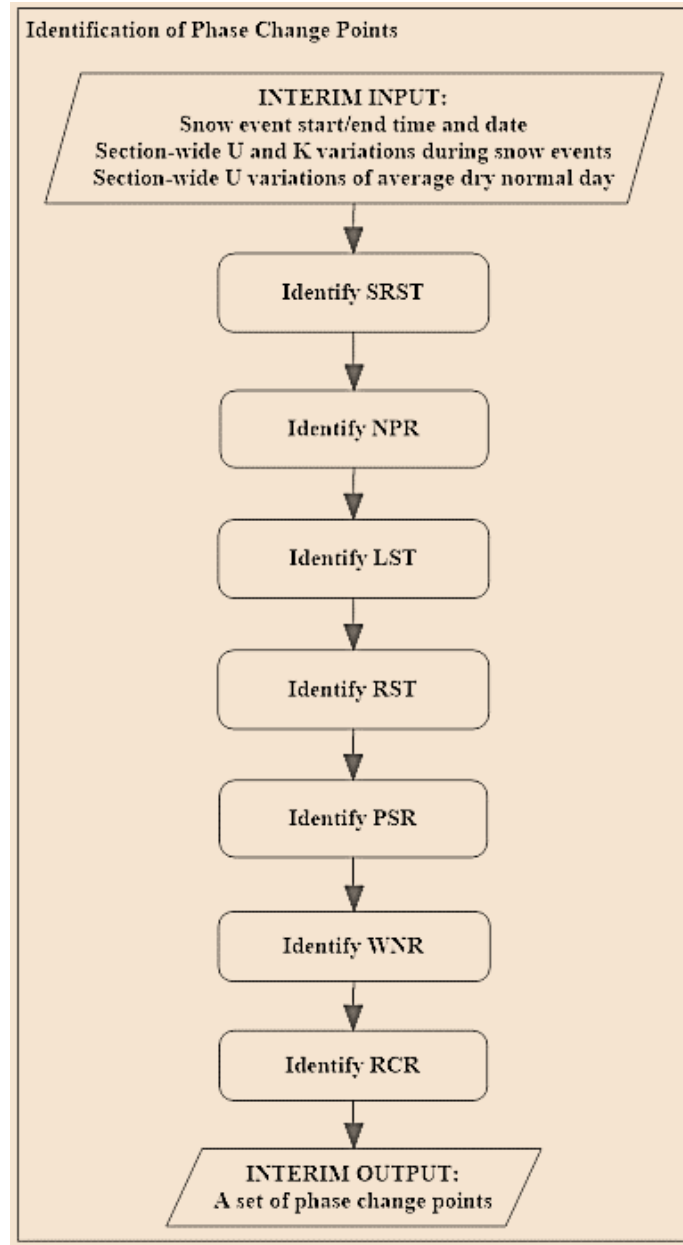 Identification of Phase Change Points
INTERIM INPUT:
Snow event start/end time and date
Section-wide U and K variations during snow events
Section-wide U variations of average dry normal day
Identify SRST
Identify NPR
Identify LST
Identify RST
Identify PSR
Identify WNR
Identify RCR
INTERIM OUTPUT:
A set of phase change points